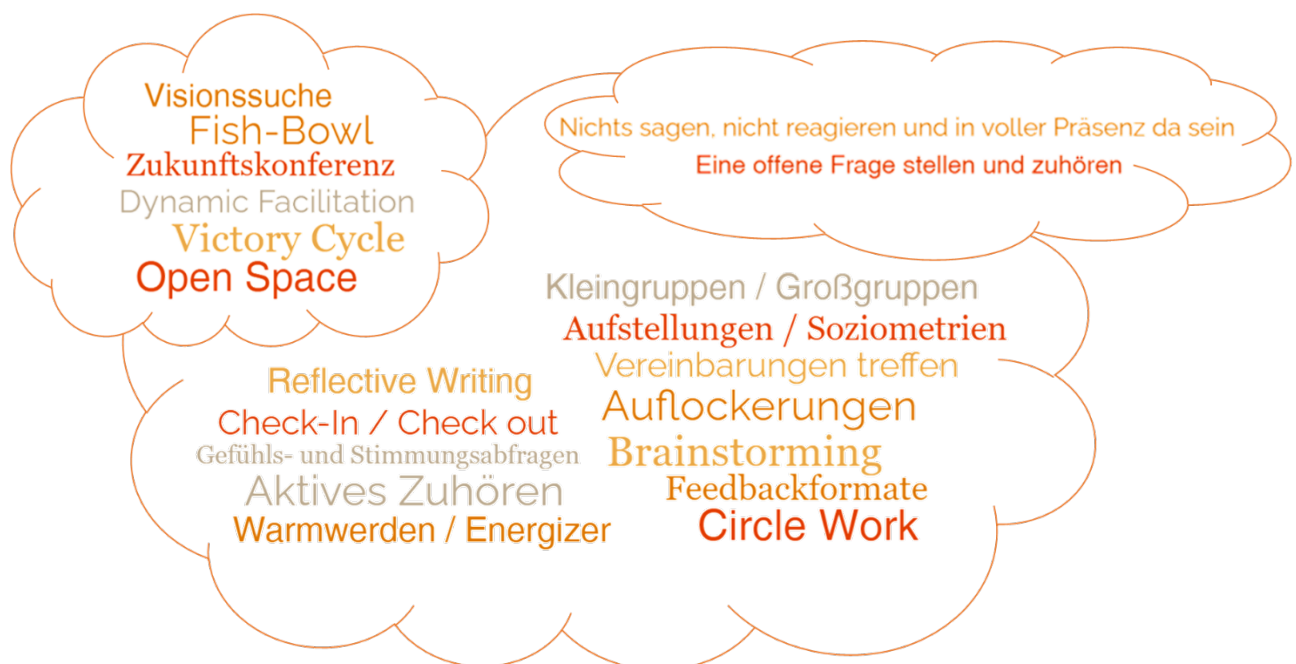 Visionssuche
Fish-Bowl
Zukunftskonferenz
Dynamic Facilitation
Victory Cycle
Open Space
Nichts sagen, nicht reagieren und in voller Präsenz da sein
Eine offene Frage stellen und zuhören
Kleingruppen / Großgruppen
Aufstellungen / Soziometrien
Vereinbarungen treffen
Auflockerungen
Brainstorming
Feedbackformate
Circle Work
Reflective Writing
Check-In / Check out
Gefühls- und Stimmungsabfragen
Aktives Zuhören
Warmwerden / Energizer